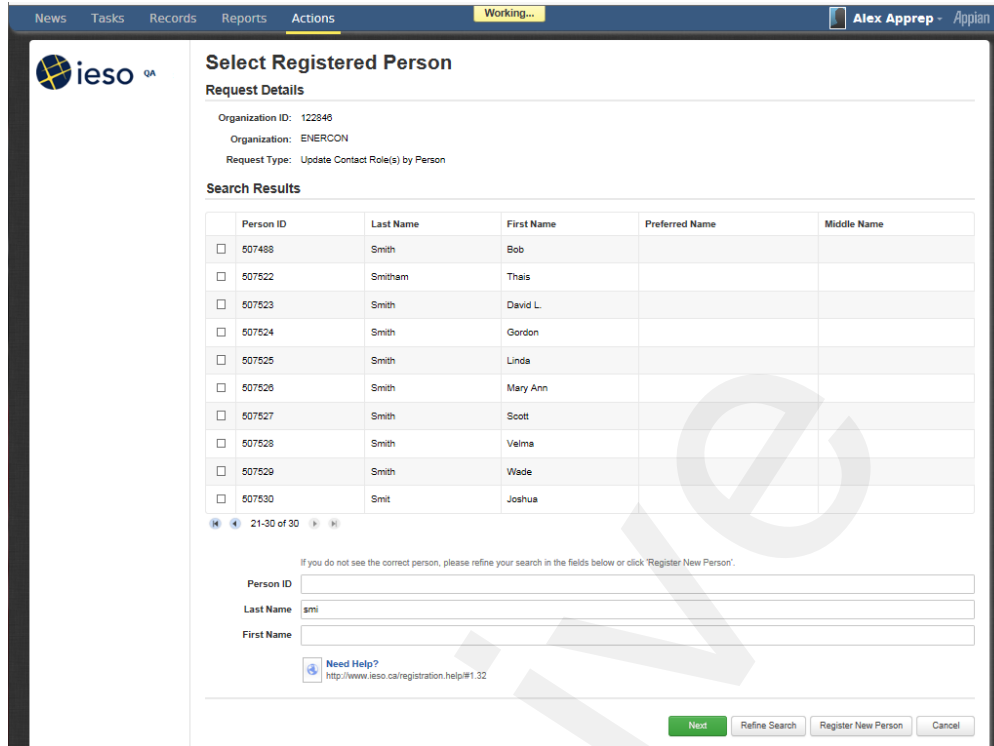 News Tasks Records Reports Actions Working... Alex Apprep - Appian
ieso QA
Select Registered Person
Request Details
Organization ID: 122846
Organization: ENERCON
Request Type: Update Contact Role(s) by Person
Search Results
Person ID Last Name First Name Preferred Name Middle Name
507488 Smith Bob
507522 Smitham Thais
507523 Smith David L.
507524 Smith Gordon
507525 Smith Linda
507526 Smith Mary Ann
507527 Smith Scott
507528 Smith Velma
507529 Smith Wade
507530 Smit Joshua
21-30 of 30
If you do not see the correct person, please refine your search in the fields below or click 'Register New Person'.
Person ID
Last Name smi
First Name
Need Help?
http://www.ieso.ca/registration.help/#1.32
Next Refine Search Register New Person Cancel
ive